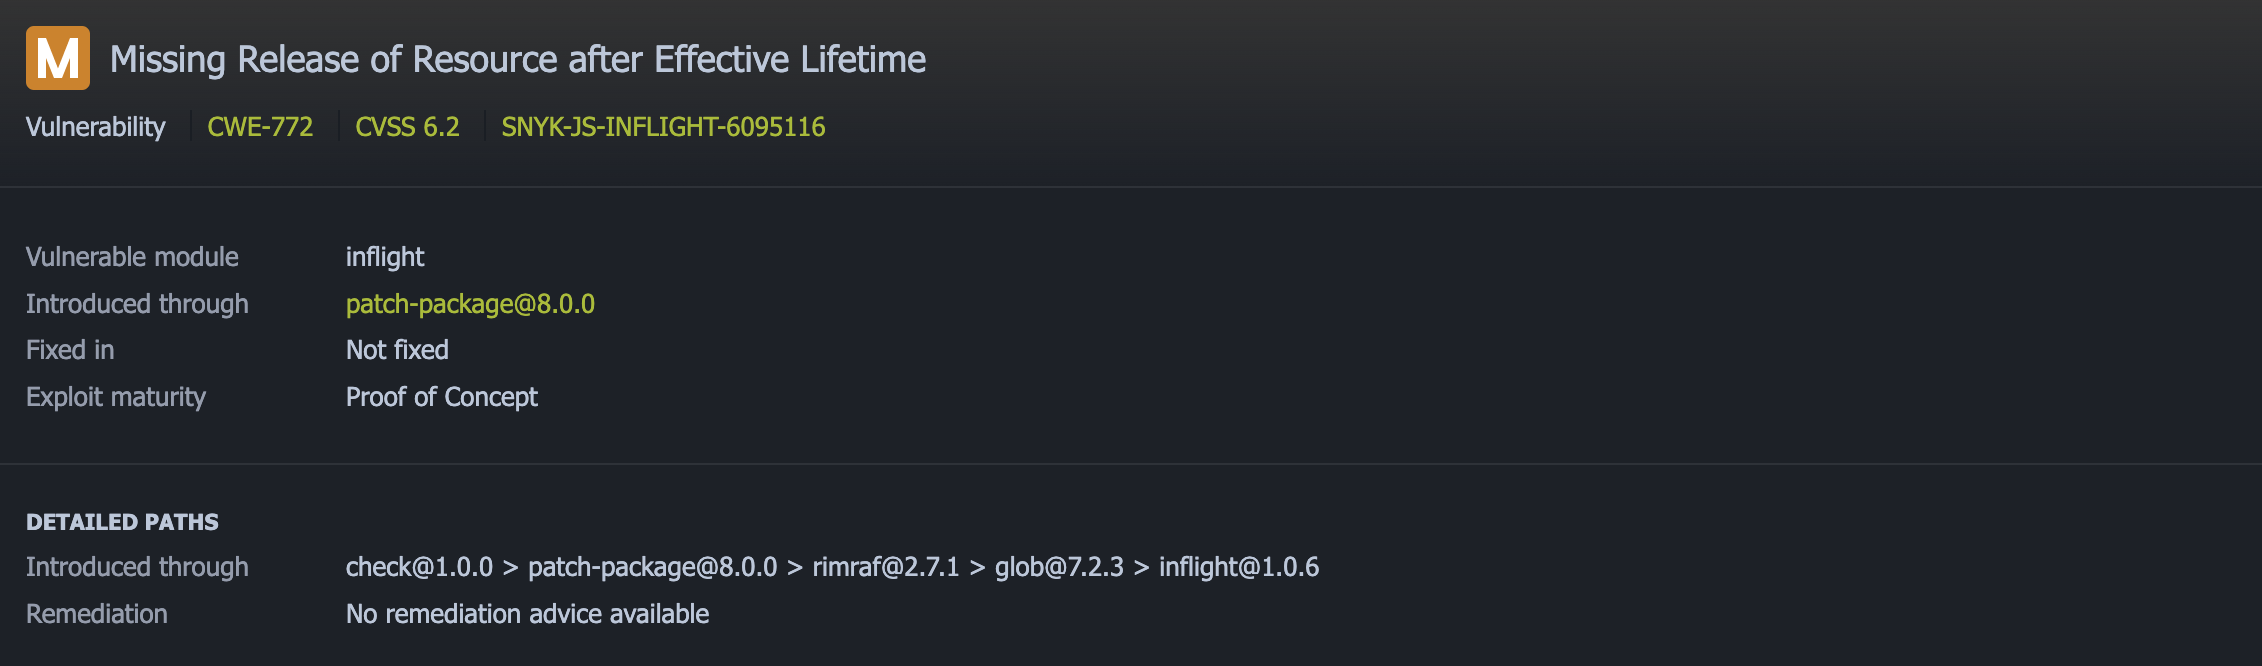 M Missing Release of Resource after Effective Lifetime
Vulnerability CWE-772 CVSS 6.2 SNYK-JS-INFLIGHT-6095116
Vulnerable module inflight
Introduced through patch-package@8.0.0
Fixed in Not fixed
Exploit maturity Proof of Concept
DETAILED PATHS
Introduced through check@1.0.0 > patch-package@8.0.0 > rimraf@2.7.1 > glob@7.2.3 > inflight@1.0.6
Remediation No remediation advice available